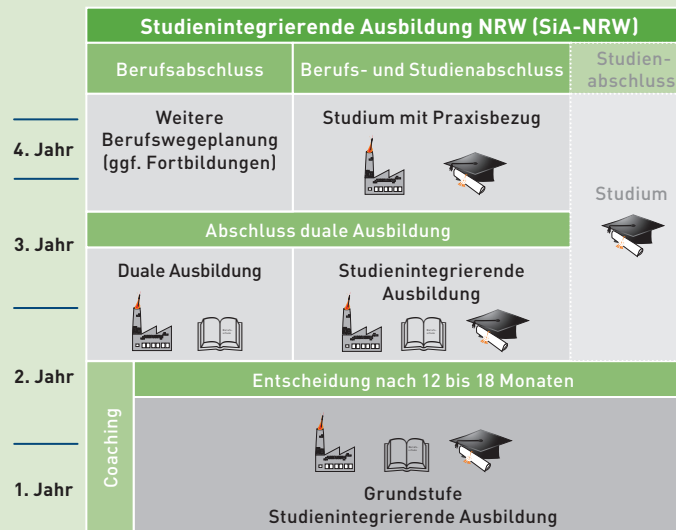 Studienintegrierende Ausbildung NRW (SiA-NRW)
Berufsabschluss
Berufs- und Studienabschluss
Studien-
abschluss
4. Jahr
Weitere
Berufswegeplanung
(ggf. Fortbildungen)
Studium mit Praxisbezug
Studium
3. Jahr
Abschluss duale Ausbildung
Duale Ausbildung
Studienintegrierende
Ausbildung
2. Jahr
Entscheidung nach 12 bis 18 Monaten
Coaching
1. Jahr
Grundstufe
Studienintegrierende Ausbildung